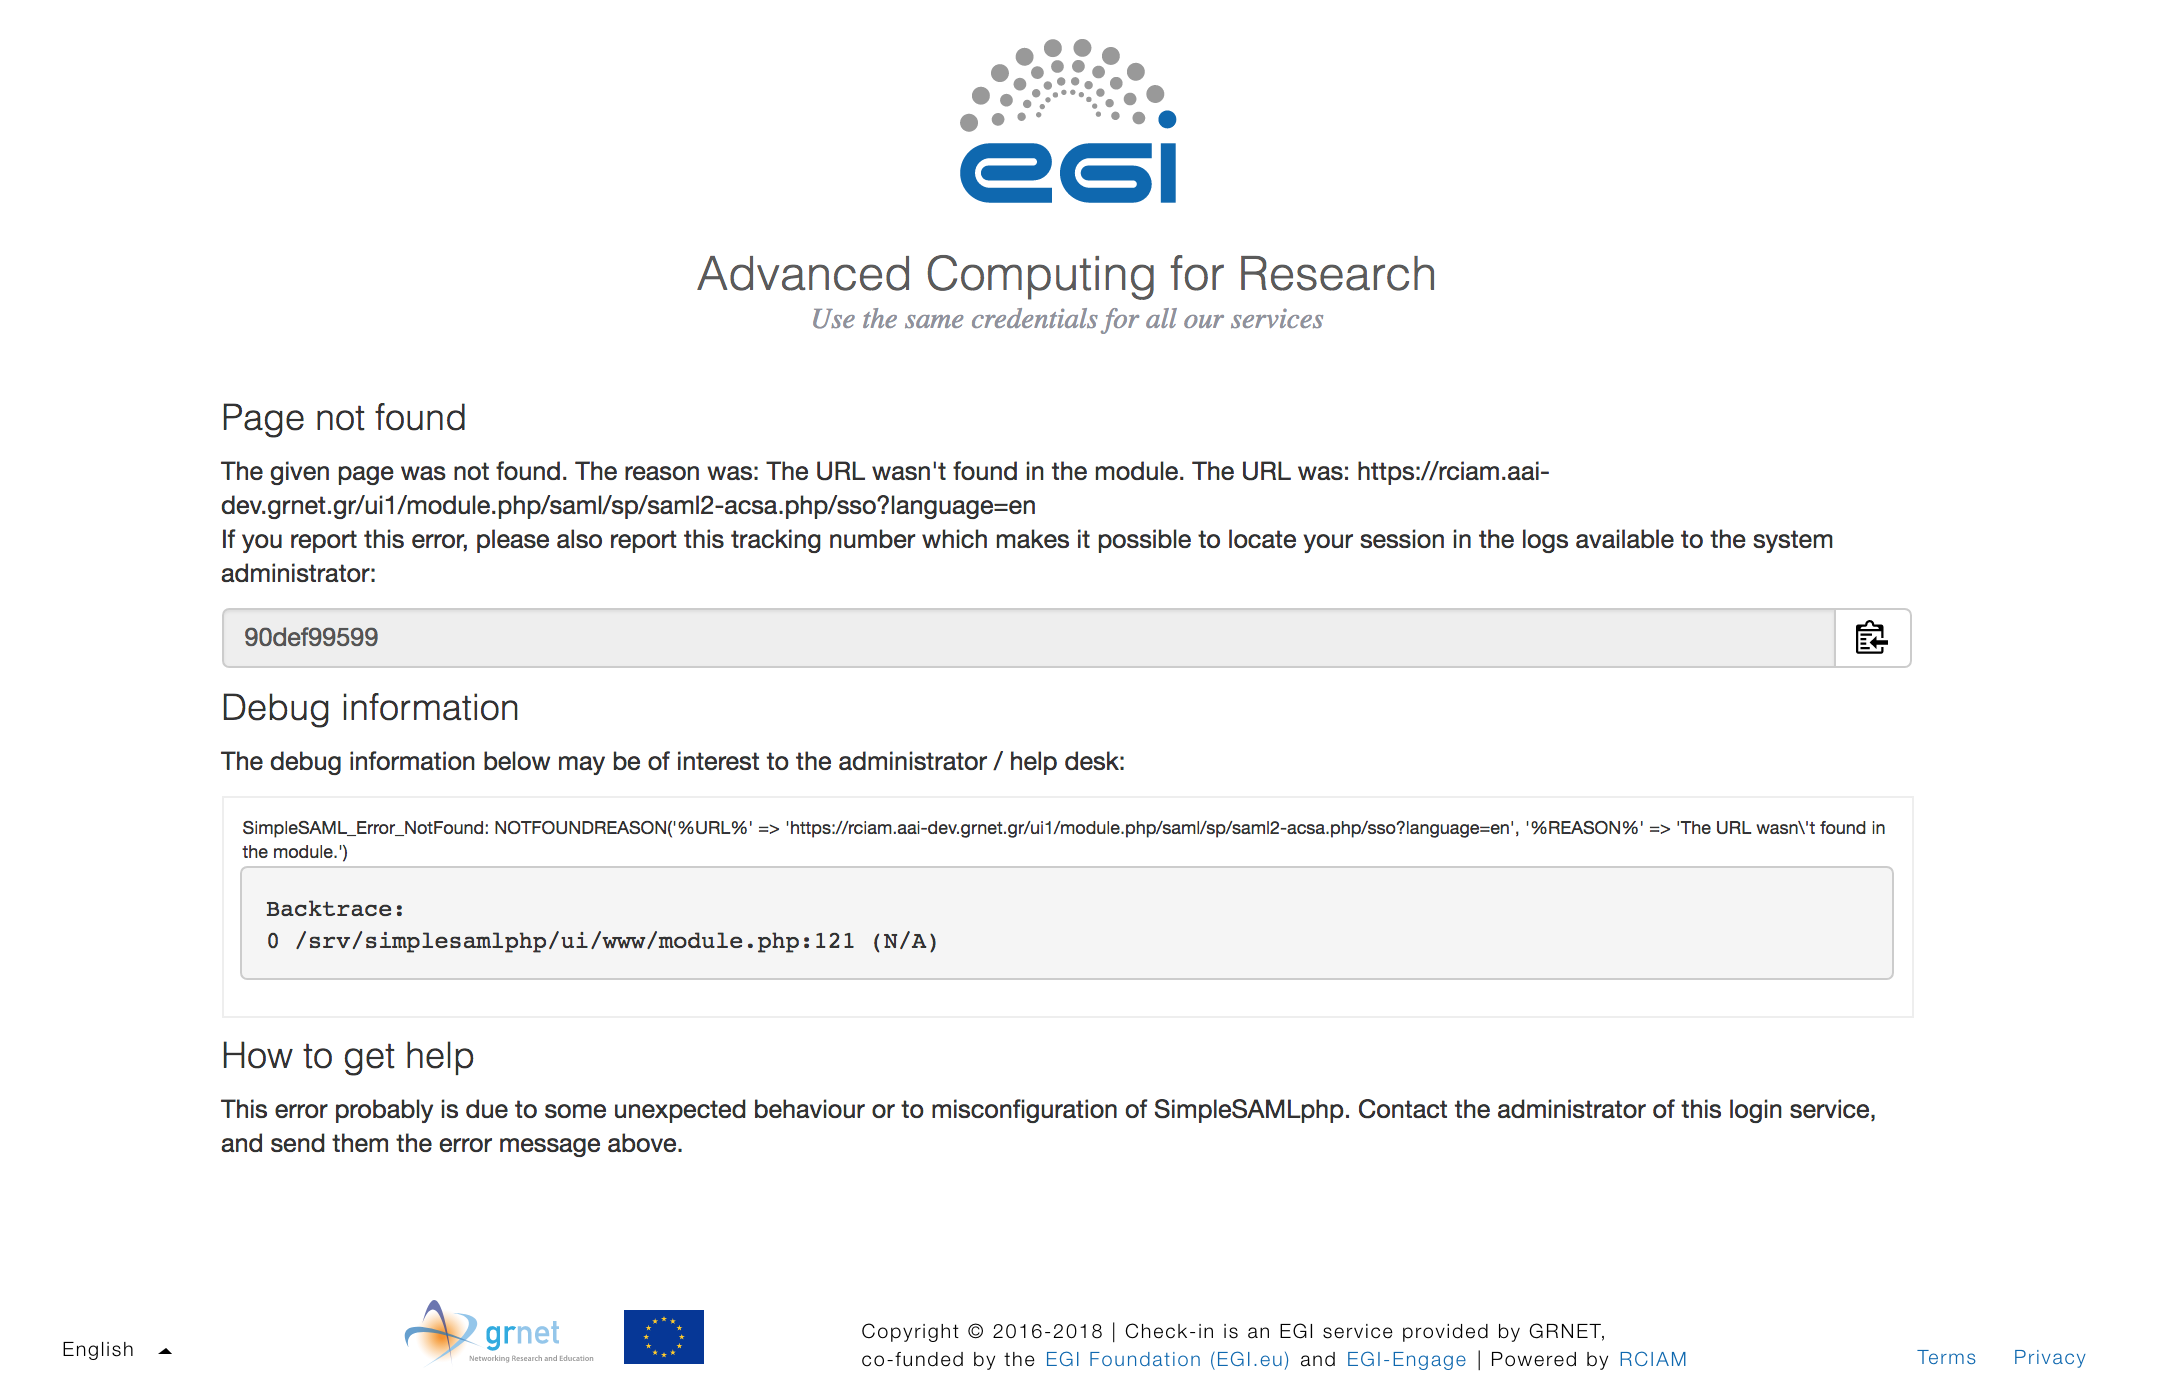 egi
Advanced Computing for Research
Use the same credentials for all our services
Page not found
The given page was not found. The reason was: The URL wasn't found in the module. The URL was: https://rciam.aai-
dev.grnet.gr/ui1/module.php/saml/sp/saml2-acsa.php/sso?language=en
If you report this error, please also report this tracking number which makes it possible to locate your session in the logs available to the system
administrator:
90def99599
Debug information
The debug information below may be of interest to the administrator / help desk:
SimpleSAML_Error_NotFound: NOTFOUNDREASON('%URL%' => 'https://rciam.aai-dev.grnet.gr/ui1/module.php/saml/sp/saml2-acsa.php/sso?language=en', '%REASON%' => 'The URL wasn\'t found in
the module.')
Backtrace:
0 /srv/simplesamlphp/ui/www/module.php:121 (N/A)
How to get help
This error probably is due to some unexpected behaviour or to misconfiguration of SimpleSAMLphp. Contact the administrator of this login service,
and send them the error message above.
English
grnet
Networking Research and Education
Copyright © 2016-2018 | Check-in is an EGI service provided by GRNET,
co-funded by the EGI Foundation (EGI.eu) and EGI-Engage | Powered by RCIAM
Terms Privacy